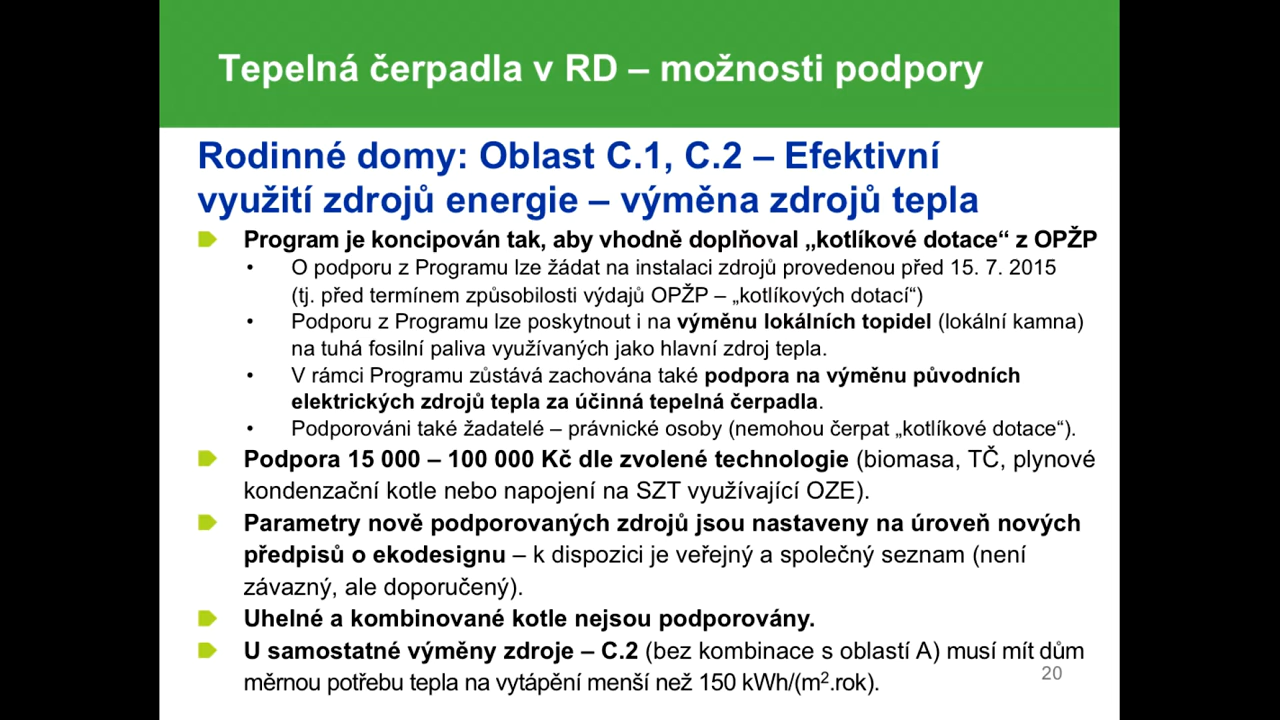 Tepelná čerpadla v RD – možnosti podpory
Rodinné domy: Oblast C.1, C.2 – Efektivní
využití zdrojů energie – výměna zdrojů tepla
Program je koncipován tak, aby vhodně doplňoval „kotlíkové dotace“ z OPŽP
• O podporu z Programu lze žádat na instalaci zdrojů provedenou před 15. 7. 2015
(tj. před termínem způsobilosti výdajů OPŽP – „kotlíkových dotací“)
• Podporu z Programu lze poskytnout i na výměnu lokálních topidel (lokální kamna)
na tuhá fosilní paliva využívaných jako hlavní zdroj tepla.
• V rámci Programu zůstává zachována také podpora na výměnu původních
elektrických zdrojů tepla za účinná tepelná čerpadla.
• Podporováni také žadatelé – právnické osoby (nemohou čerpat „kotlíkové dotace“).
Podpora 15 000 – 100 000 Kč dle zvolené technologie (biomasa, TČ, plynové
kondenzační kotle nebo napojení na SZT využívající OZE).
Parametry nově podporovaných zdrojů jsou nastaveny na úroveň nových
předpisů o ekodesignu – k dispozici je veřejný a společný seznam (není
závazný, ale doporučený).
Uhelné a kombinované kotle nejsou podporovány.
U samostatné výměny zdroje – C.2 (bez kombinace s oblastí A) musí mít dům
měrnou potřebu tepla na vytápění menší než 150 kWh/(m².rok).
20